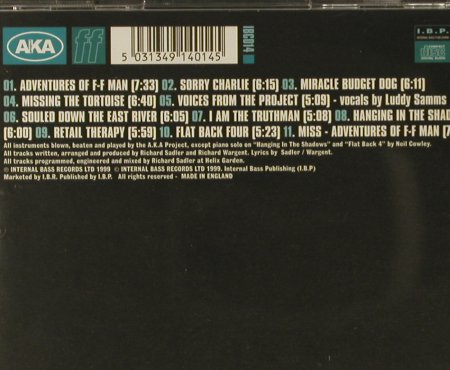 AKA
ff
5 031349 140145
IBCD14
I.B.P.
COMPACT
disc
DIGITAL AUDIO
01. ADVENTURES OF F-F MAN [7:33] 02. SORRY CHARLIE [6:15] 03. MIRACLE BUDGET DOG [6:11]
04. MISSING THE TORTOISE [6:40] 05. VOICES FROM THE PROJECT [5:09] - vocals by Luddy Samms
06. SOULED DOWN THE EAST RIVER [6:05] 07. I AM THE TRUTHMAN [5:19] 08. HANGING IN THE SHAD
[6:00] 09. RETAIL THERAPY [5:59] 10. FLAT BACK FOUR [5:23] 11. MISS - ADVENTURES OF F-F MAN [
All instruments blown, beaten and played by the A.K.A Project, except piano solo on "Hanging In The Shadows" and "Flat Back 4" by Neil Cowley.
All tracks written, arranged and produced by Richard Sadler and Richard Wargent. Lyrics by Sadler / Wargent.
All tracks programmed, engineered and mixed by Richard Sadler at Helix Garden.
℗ INTERNAL BASS RECORDS LTD 1999 © INTERNAL BASS RECORDS LTD 1999. Internal Bass Publishing (I.B.P)
Marketed by I.B.R. Published by I.B.P. All rights reserved - MADE IN ENGLAND